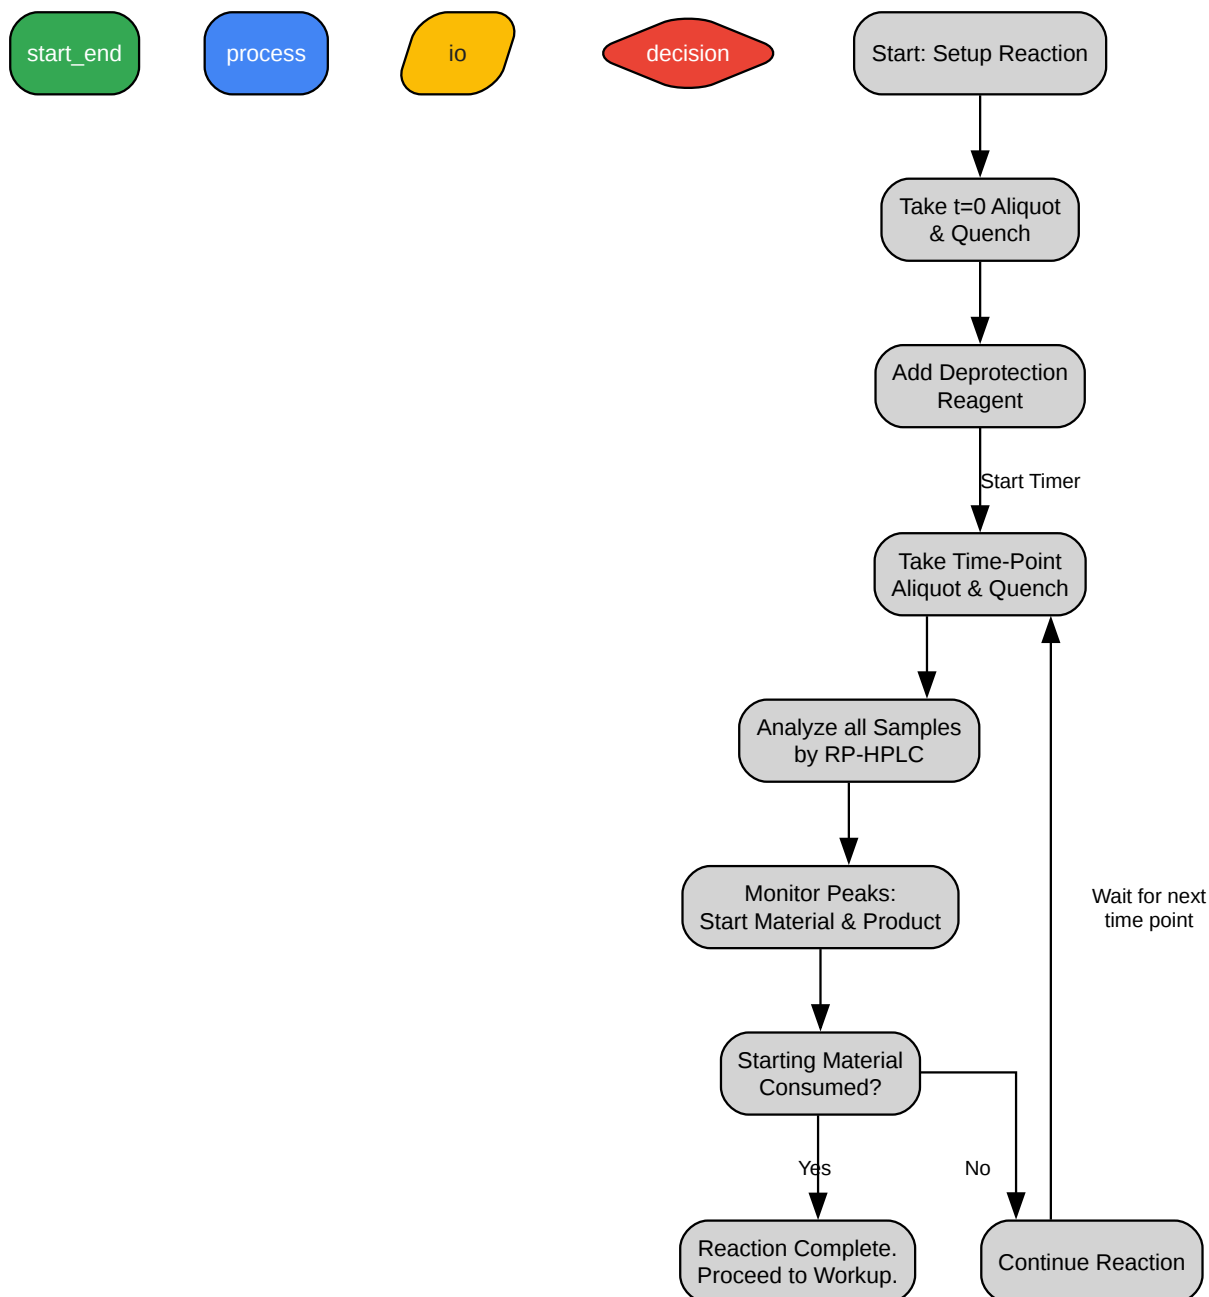 start_end
process
io
decision
Start: Setup Reaction
Take t=0 Aliquot
& Quench
Add Deprotection
Reagent
Start Timer
Take Time-Point
Aliquot & Quench
Analyze all Samples
by RP-HPLC
Monitor Peaks:
Start Material & Product
Wait for next
time point
Starting Material
Consumed?
Yes
No
Reaction Complete.
Proceed to Workup.
Continue Reaction